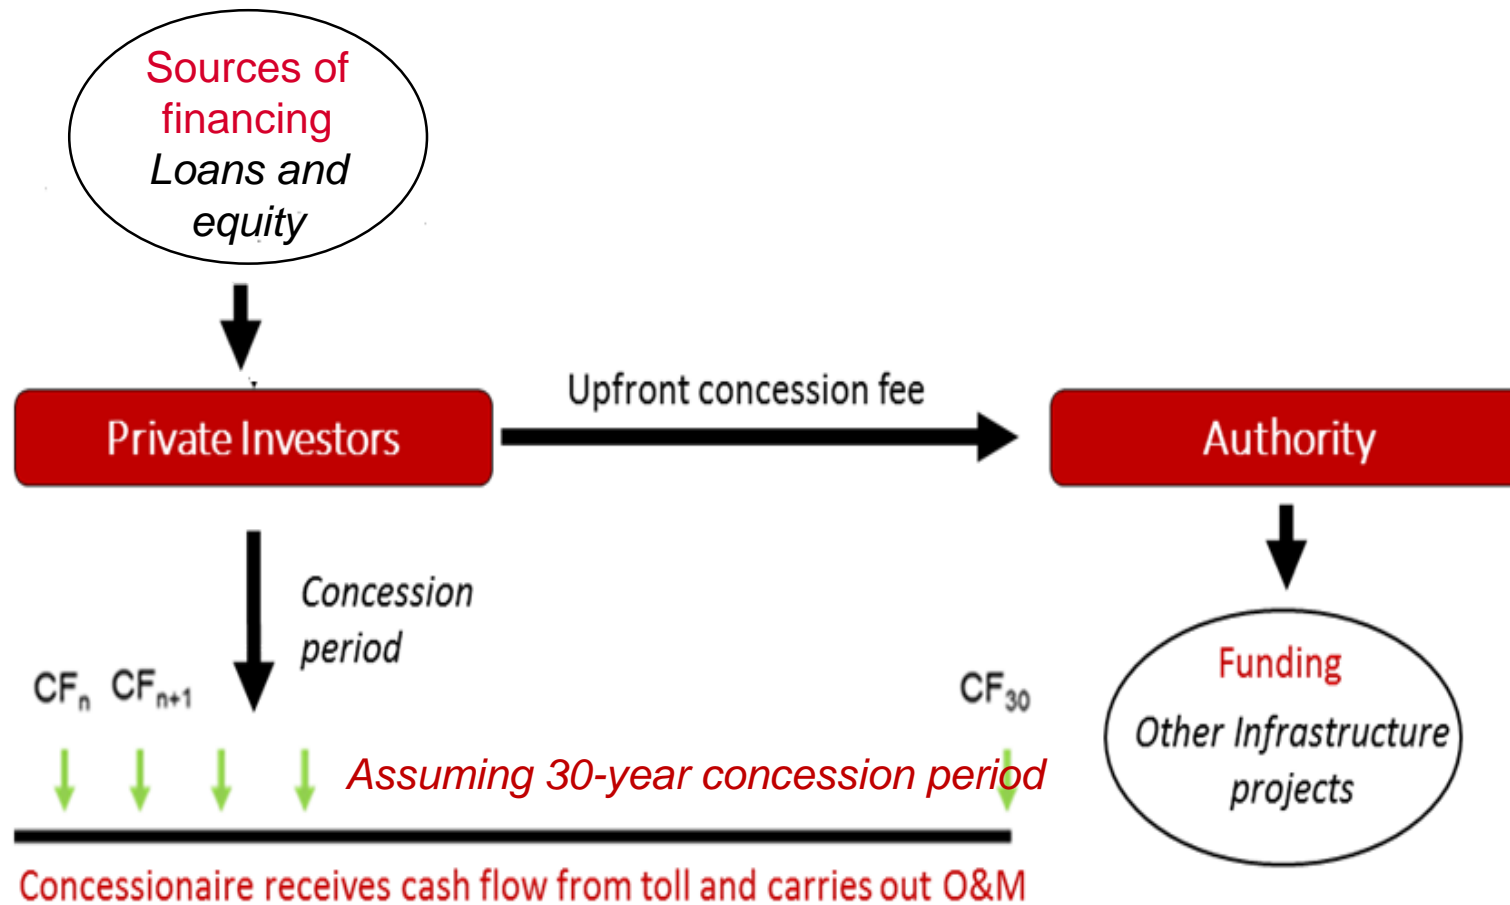 Sources of
financing
Loans and
equity
Upfront concession fee
Private Investors
Authority
Concession
period
CFn CFn+1
CF30
Funding
Other Infrastructure
projects
Assuming 30-year concession period
Concessionaire receives cash flow from toll and carries out O&M